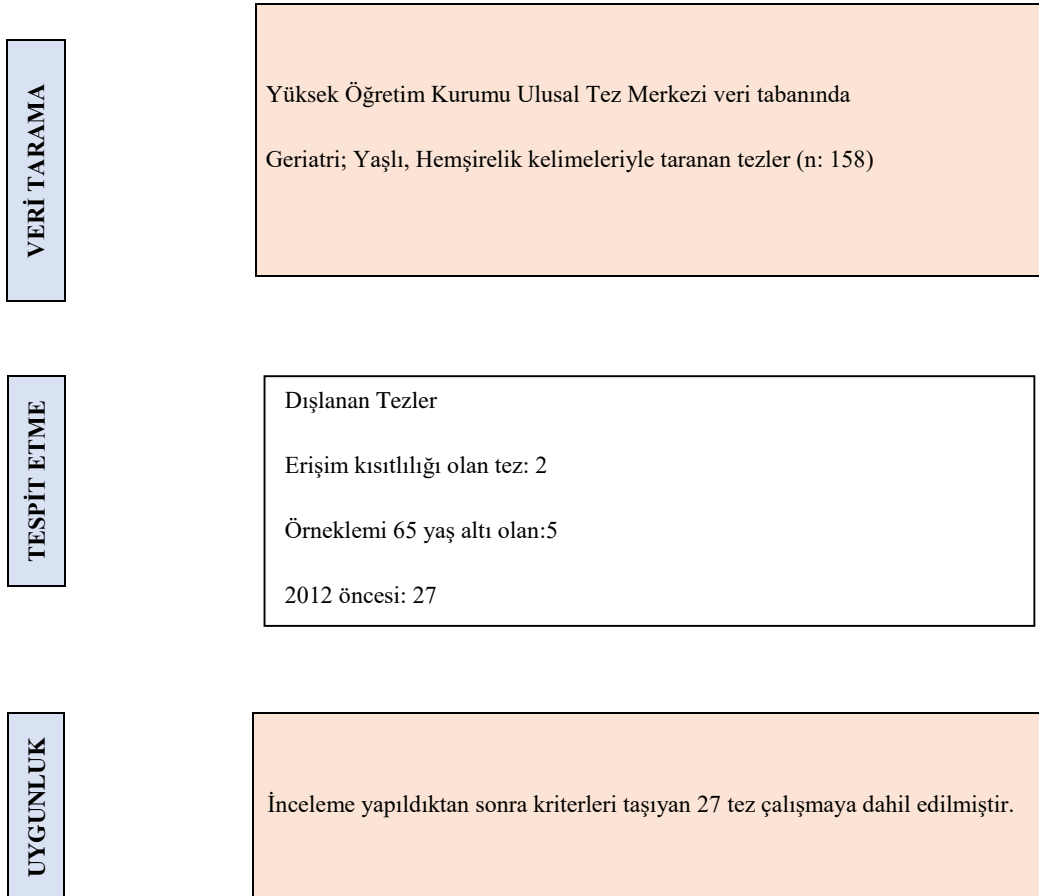 VERİ TARAMA
Yüksek Öğretim Kurumu Ulusal Tez Merkezi veri tabanında
Geriatri; Yaşlı, Hemşirelik kelimeleriyle taranan tezler (n: 158)
TESPİT ETME
Dışlanan Tezler
Erişim kısıtlılığı olan tez: 2
Örneklemi 65 yaş altı olan:5
2012 öncesi: 27
UYGUNLUK
İnceleme yapıldıktan sonra kriterleri taşıyan 27 tez çalışmaya dahil edilmiştir.